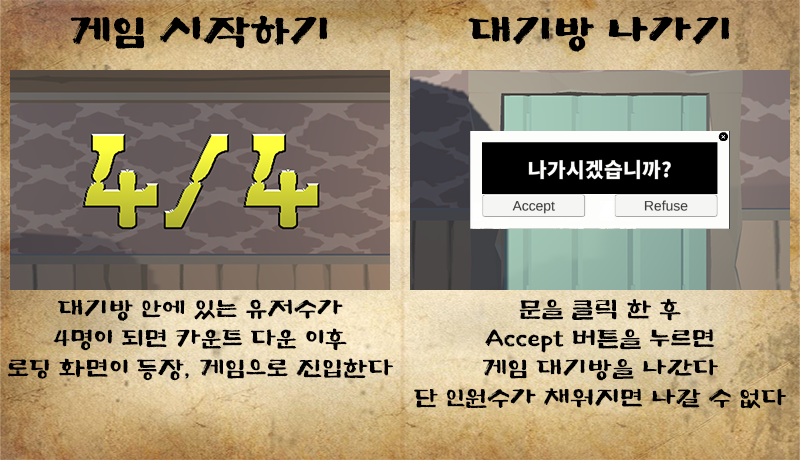 게임 시작하기
4/4
대기방 안에 있는 유저수가
4명이 되면 카운트 다운 이후
로딩 화면이 등장, 게임으로 진입한다
대기방 나가기
나가시겠습니까?
Accept Refuse
문을 클릭 한 후
Accept 버튼을 누르면
게임 대기방을 나간다
단 인원수가 채워지면 나갈 수 없다